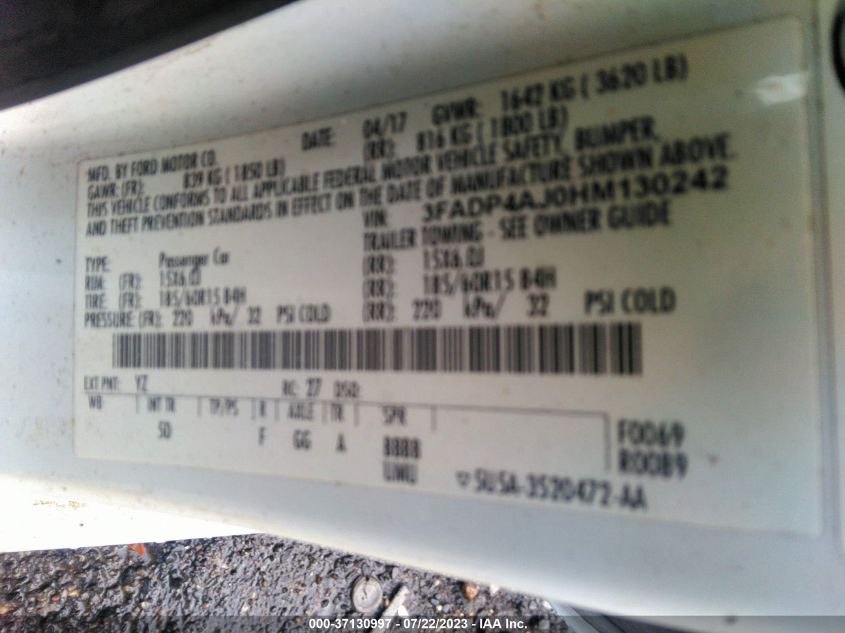 MFD. BY FORD MOTOR CO. DATE: 04/17 GVWR: 1642 KG ( 3620 LB)
GAWR: (FR): 839 KG ( 1850 LB) (RR): 816 KG ( 1800 LB)
THIS VEHICLE CONFORMS TO ALL APPLICABLE FEDERAL MOTOR VEHICLE SAFETY, BUMPER,
AND THEFT PREVENTION STANDARDS IN EFFECT ON THE DATE OF MANUFACTURE SHOWN ABOVE.
VIN: 3FADP4AJ0HM130242
TYPE: Passenger Car TRAILER TOWING - SEE OWNER GUIDE
RIM: (FR): 15X6.0J (RR): 15X6.0J
TIRE: (FR): 185/60R15 84H (RR): 185/60R15 84H
PRESSURE: (FR): 220 kPa/ 32 PSI COLD (RR): 220 kPa/ 32 PSI COLD
EXT PNT: YZ RC: 27 DSO:
WB INT TR TP/PS R AXLE TR SPR
5D F GG A 8888 F0069
UWU R0089
5U5A-3520472-AA
000-37130997 - 07/22/2023 - IAA Inc.